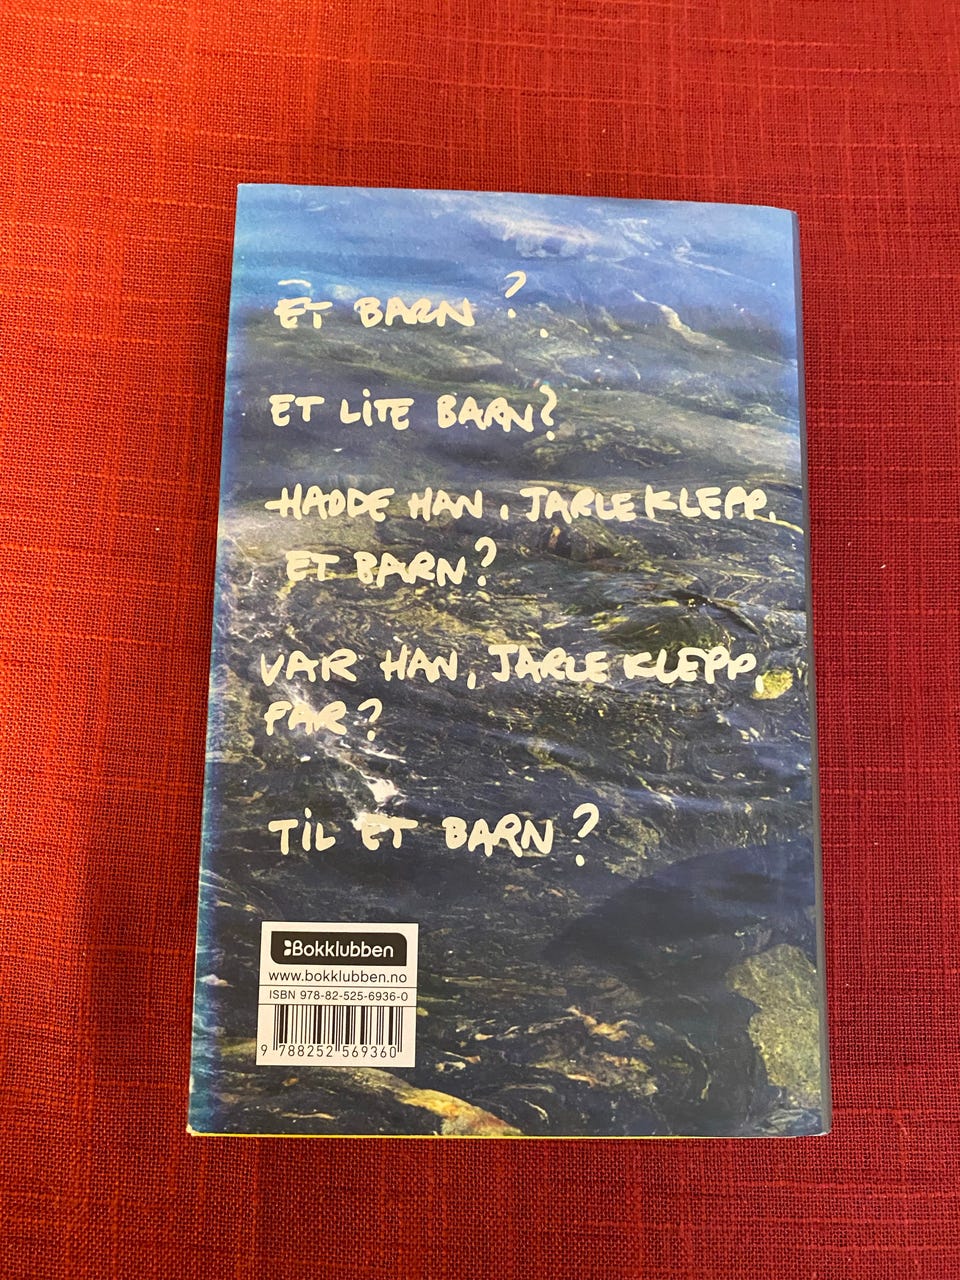 ET BARN?
ET LITE BARN?
HADDE HAN, JARLE KLEPP,
ET BARN?
VAR HAN, JARLE KLEPP,
FAR?
TIL ET BARN?
Bokklubben
www.bokklubben.no
ISBN 978-82-525-6936-0
9 788252 569360